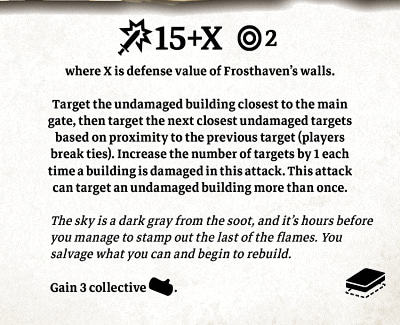 15+X 2
where X is defense value of Frosthaven’s walls.
Target the undamaged building closest to the main
gate, then target the next closest undamaged targets
based on proximity to the previous target (players
break ties). Increase the number of targets by 1 each
time a building is damaged in this attack. This attack
can target an undamaged building more than once.
The sky is a dark gray from the soot, and it’s hours before
you manage to stamp out the last of the flames. You
salvage what you can and begin to rebuild.
Gain 3 collective .